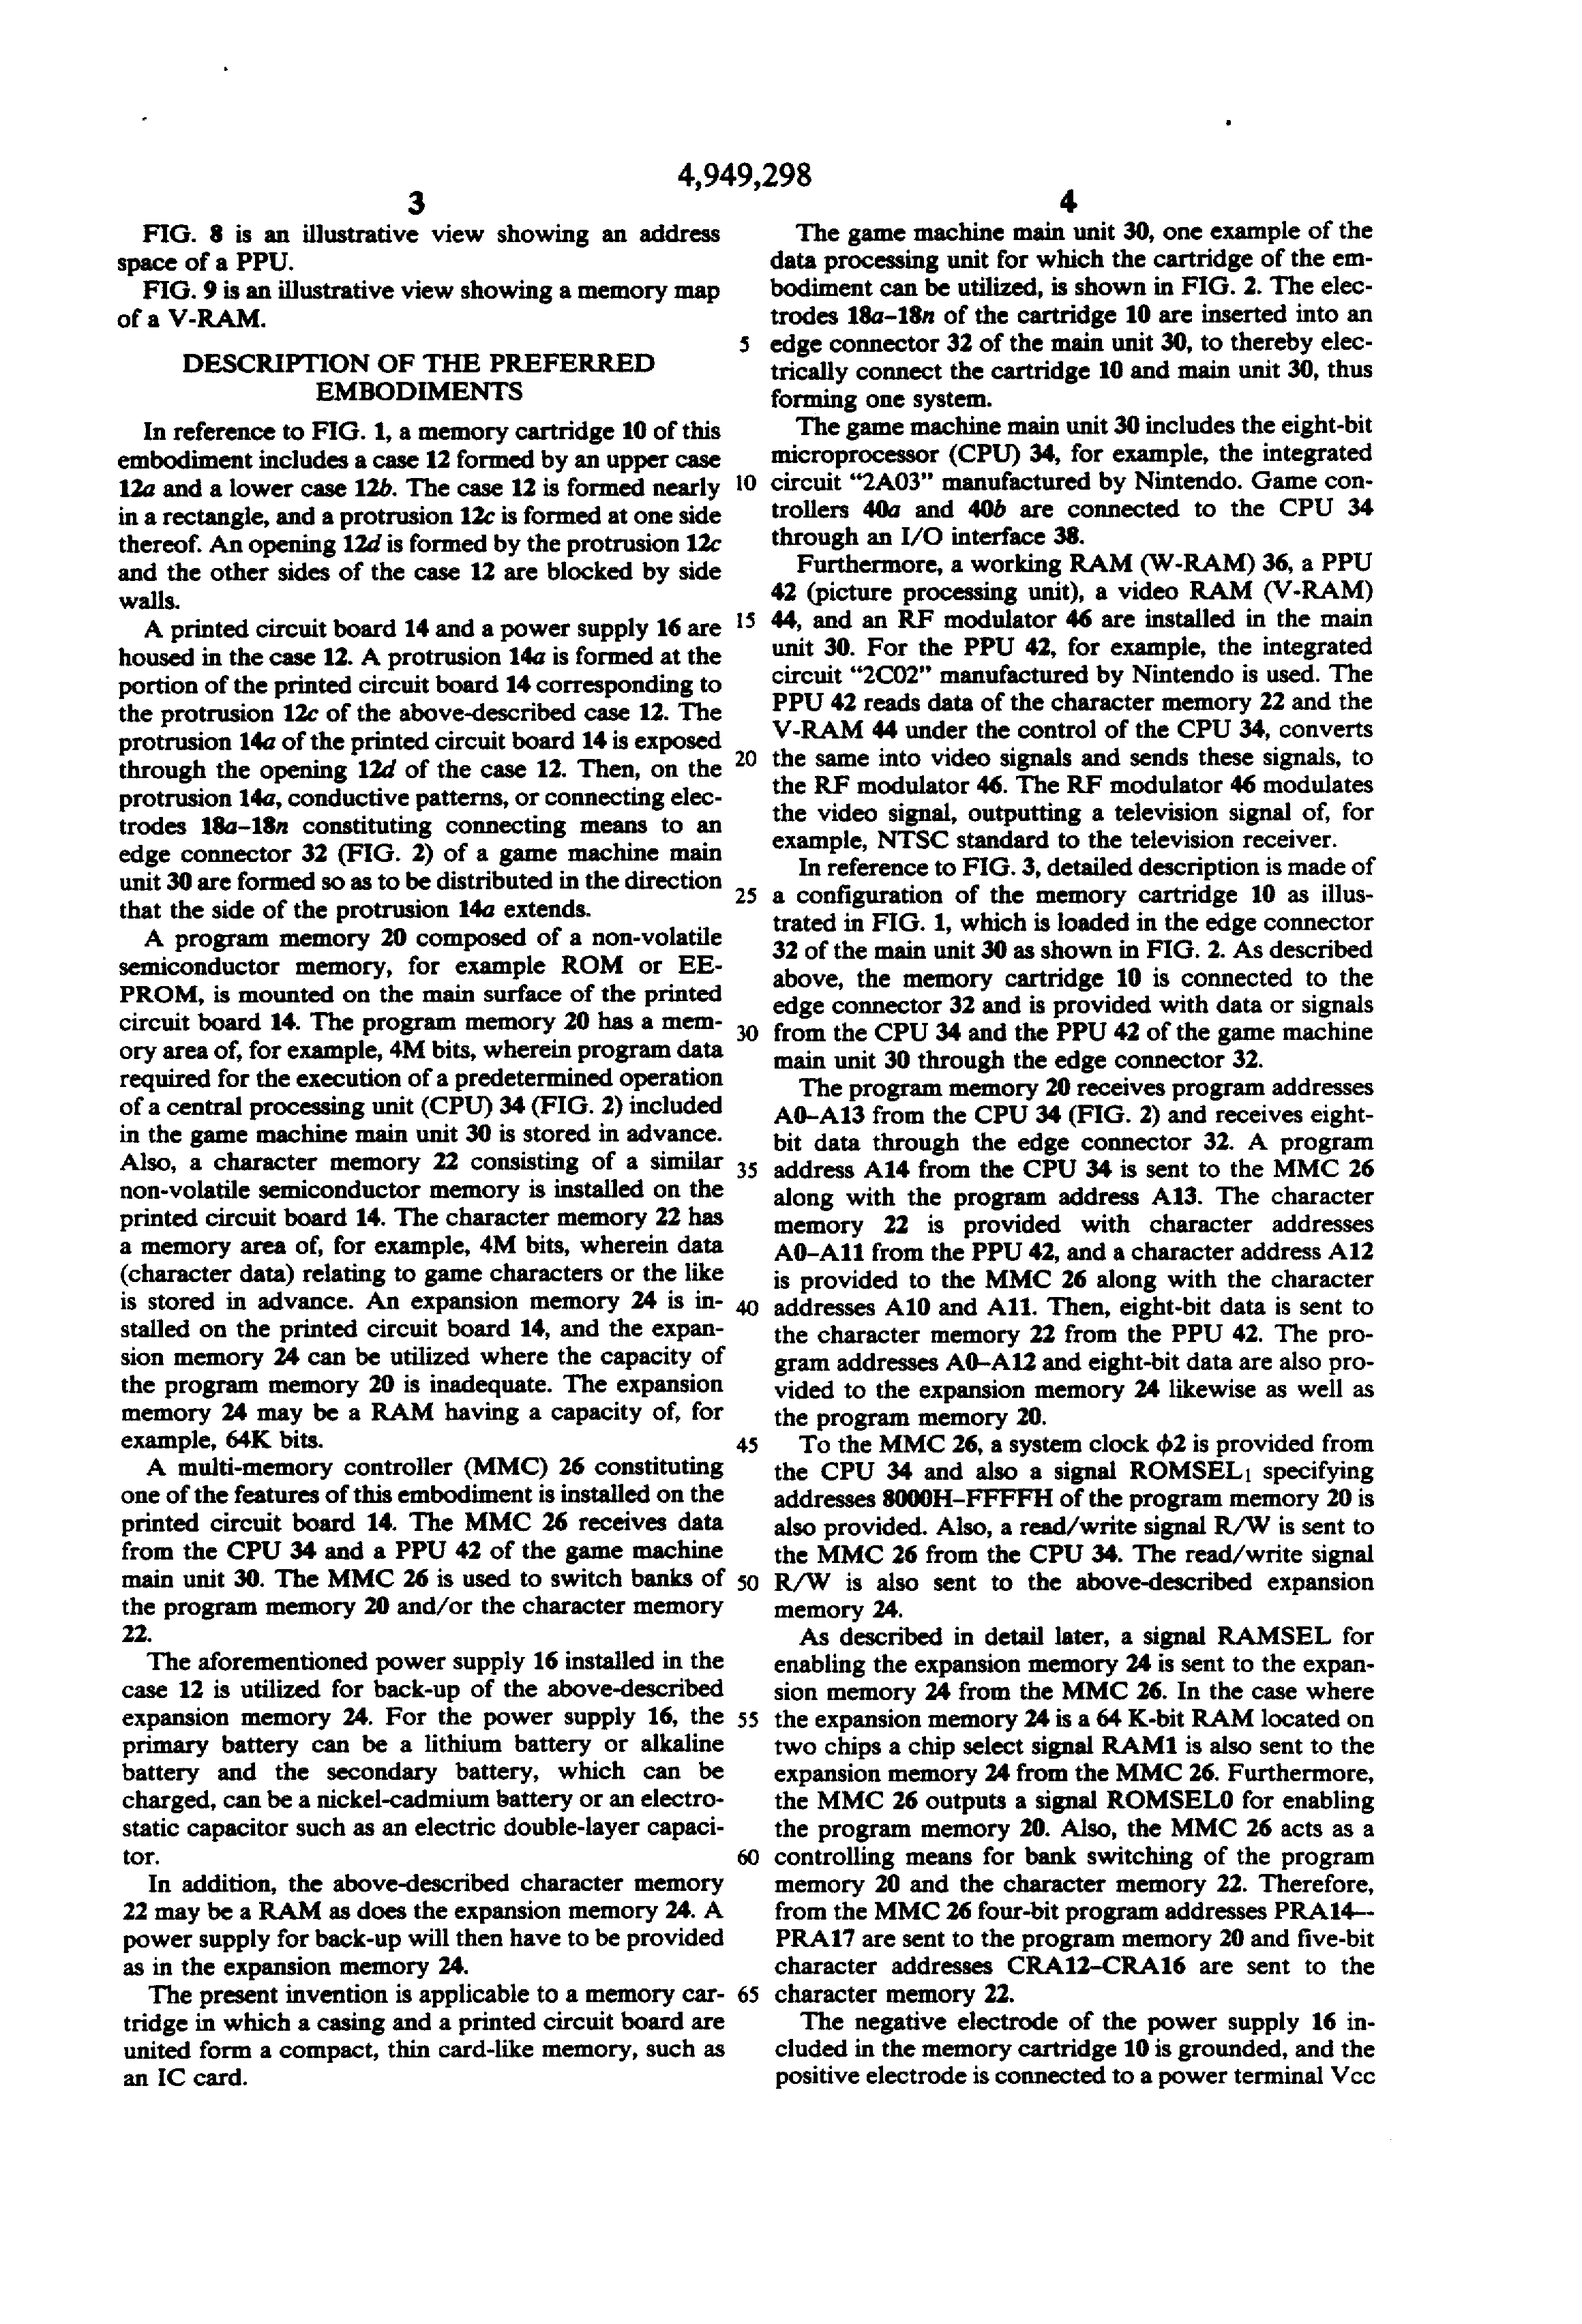 4,949,298
3
FIG. 8 is an illustrative view showing an address
space of a PPU.
FIG. 9 is an illustrative view showing a memory map
of a V-RAM.
DESCRIPTION OF THE PREFERRED
EMBODIMENTS
In reference to FIG. 1, a memory cartridge 10 of this
embodiment includes a case 12 formed by an upper case
12a and a lower case 12b. The case 12 is formed nearly
in a rectangle, and a protrusion 12c is formed at one side
thereof. An opening 12d is formed by the protrusion 12c
and the other sides of the case 12 are blocked by side
walls.
A printed circuit board 14 and a power supply 16 are
housed in the case 12. A protrusion 14a is formed at the
portion of the printed circuit board 14 corresponding to
the protrusion 12c of the above-described case 12. The
protrusion 14a of the printed circuit board 14 is exposed
through the opening 12d of the case 12. Then, on the
protrusion 14a, conductive patterns, or connecting elec-
trodes 18a-18n constituting connecting means to an
edge connector 32 (FIG. 2) of a game machine main
unit 30 are formed so as to be distributed in the direction
that the side of the protrusion 14a extends.
A program memory 20 composed of a non-volatile
semiconductor memory, for example ROM or EE-
PROM, is mounted on the main surface of the printed
circuit board 14. The program memory 20 has a mem-
ory area of, for example, 4M bits, wherein program data
required for the execution of a predetermined operation
of a central processing unit (CPU) 34 (FIG. 2) included
in the game machine main unit 30 is stored in advance.
Also, a character memory 22 consisting of a similar
non-volatile semiconductor memory is installed on the
printed circuit board 14. The character memory 22 has
a memory area of, for example, 4M bits, wherein data
(character data) relating to game characters or the like
is stored in advance. An expansion memory 24 is in-
stalled on the printed circuit board 14, and the expan-
sion memory 24 can be utilized where the capacity of
the program memory 20 is inadequate. The expansion
memory 24 may be a RAM having a capacity of, for
example, 64K bits.
A multi-memory controller (MMC) 26 constituting
one of the features of this embodiment is installed on the
printed circuit board 14. The MMC 26 receives data
from the CPU 34 and a PPU 42 of the game machine
main unit 30. The MMC 26 is used to switch banks of
the program memory 20 and/or the character memory
22.
The aforementioned power supply 16 installed in the
case 12 is utilized for back-up of the above-described
expansion memory 24. For the power supply 16, the
primary battery can be a lithium battery or alkaline
battery and the secondary battery, which can be
charged, can be a nickel-cadmium battery or an electro-
static capacitor such as an electric double-layer capaci-
tor.
In addition, the above-described character memory
22 may be a RAM as does the expansion memory 24. A
power supply for back-up will then have to be provided
as in the expansion memory 24.
The present invention is applicable to a memory car-
tridge in which a casing and a printed circuit board are
united form a compact, thin card-like memory, such as
an IC card.
4
The game machine main unit 30, one example of the
data processing unit for which the cartridge of the em-
bodiment can be utilized, is shown in FIG. 2. The elec-
trodes 18a-18n of the cartridge 10 are inserted into an
5 edge connector 32 of the main unit 30, to thereby elec-
trically connect the cartridge 10 and main unit 30, thus
forming one system.
The game machine main unit 30 includes the eight-bit
microprocessor (CPU) 34, for example, the integrated
10 circuit “2A03” manufactured by Nintendo. Game con-
trollers 40a and 40b are connected to the CPU 34
through an I/O interface 38.
Furthermore, a working RAM (W-RAM) 36, a PPU
42 (picture processing unit), a video RAM (V-RAM)
15 44, and an RF modulator 46 are installed in the main
unit 30. For the PPU 42, for example, the integrated
circuit “2C02” manufactured by Nintendo is used. The
PPU 42 reads data of the character memory 22 and the
V-RAM 44 under the control of the CPU 34, converts
20 the same into video signals and sends these signals, to
the RF modulator 46. The RF modulator 46 modulates
the video signal, outputting a television signal of, for
example, NTSC standard to the television receiver.
In reference to FIG. 3, detailed description is made of
25 a configuration of the memory cartridge 10 as illus-
trated in FIG. 1, which is loaded in the edge connector
32 of the main unit 30 as shown in FIG. 2. As described
above, the memory cartridge 10 is connected to the
edge connector 32 and is provided with data or signals
30 from the CPU 34 and the PPU 42 of the game machine
main unit 30 through the edge connector 32.
The program memory 20 receives program addresses
A0-A13 from the CPU 34 (FIG. 2) and receives eight-
bit data through the edge connector 32. A program
35 address A14 from the CPU 34 is sent to the MMC 26
along with the program address A13. The character
memory 22 is provided with character addresses
A0-A11 from the PPU 42, and a character address A12
is provided to the MMC 26 along with the character
40 addresses A10 and A11. Then, eight-bit data is sent to
the character memory 22 from the PPU 42. The pro-
gram addresses A0-A12 and eight-bit data are also pro-
vided to the expansion memory 24 likewise as well as
the program memory 20.
45 To the MMC 26, a system clock ϕ2 is provided from
the CPU 34 and also a signal ROMSEL₁ specifying
addresses 8000H-FFFFH of the program memory 20 is
also provided. Also, a read/write signal R/W is sent to
the MMC 26 from the CPU 34. The read/write signal
50 R/W is also sent to the above-described expansion
memory 24.
As described in detail later, a signal RAMSEL for
enabling the expansion memory 24 is sent to the expan-
sion memory 24 from the MMC 26. In the case where
55 the expansion memory 24 is a 64 K-bit RAM located on
two chips a chip select signal RAM1 is also sent to the
expansion memory 24 from the MMC 26. Furthermore,
the MMC 26 outputs a signal ROMSEL0 for enabling
the program memory 20. Also, the MMC 26 acts as a
60 controlling means for bank switching of the program
memory 20 and the character memory 22. Therefore,
from the MMC 26 four-bit program addresses PRA14--
PRA17 are sent to the program memory 20 and five-bit
character addresses CRA12-CRA16 are sent to the
65 character memory 22.
The negative electrode of the power supply 16 in-
cluded in the memory cartridge 10 is grounded, and the
positive electrode is connected to a power terminal Vcc